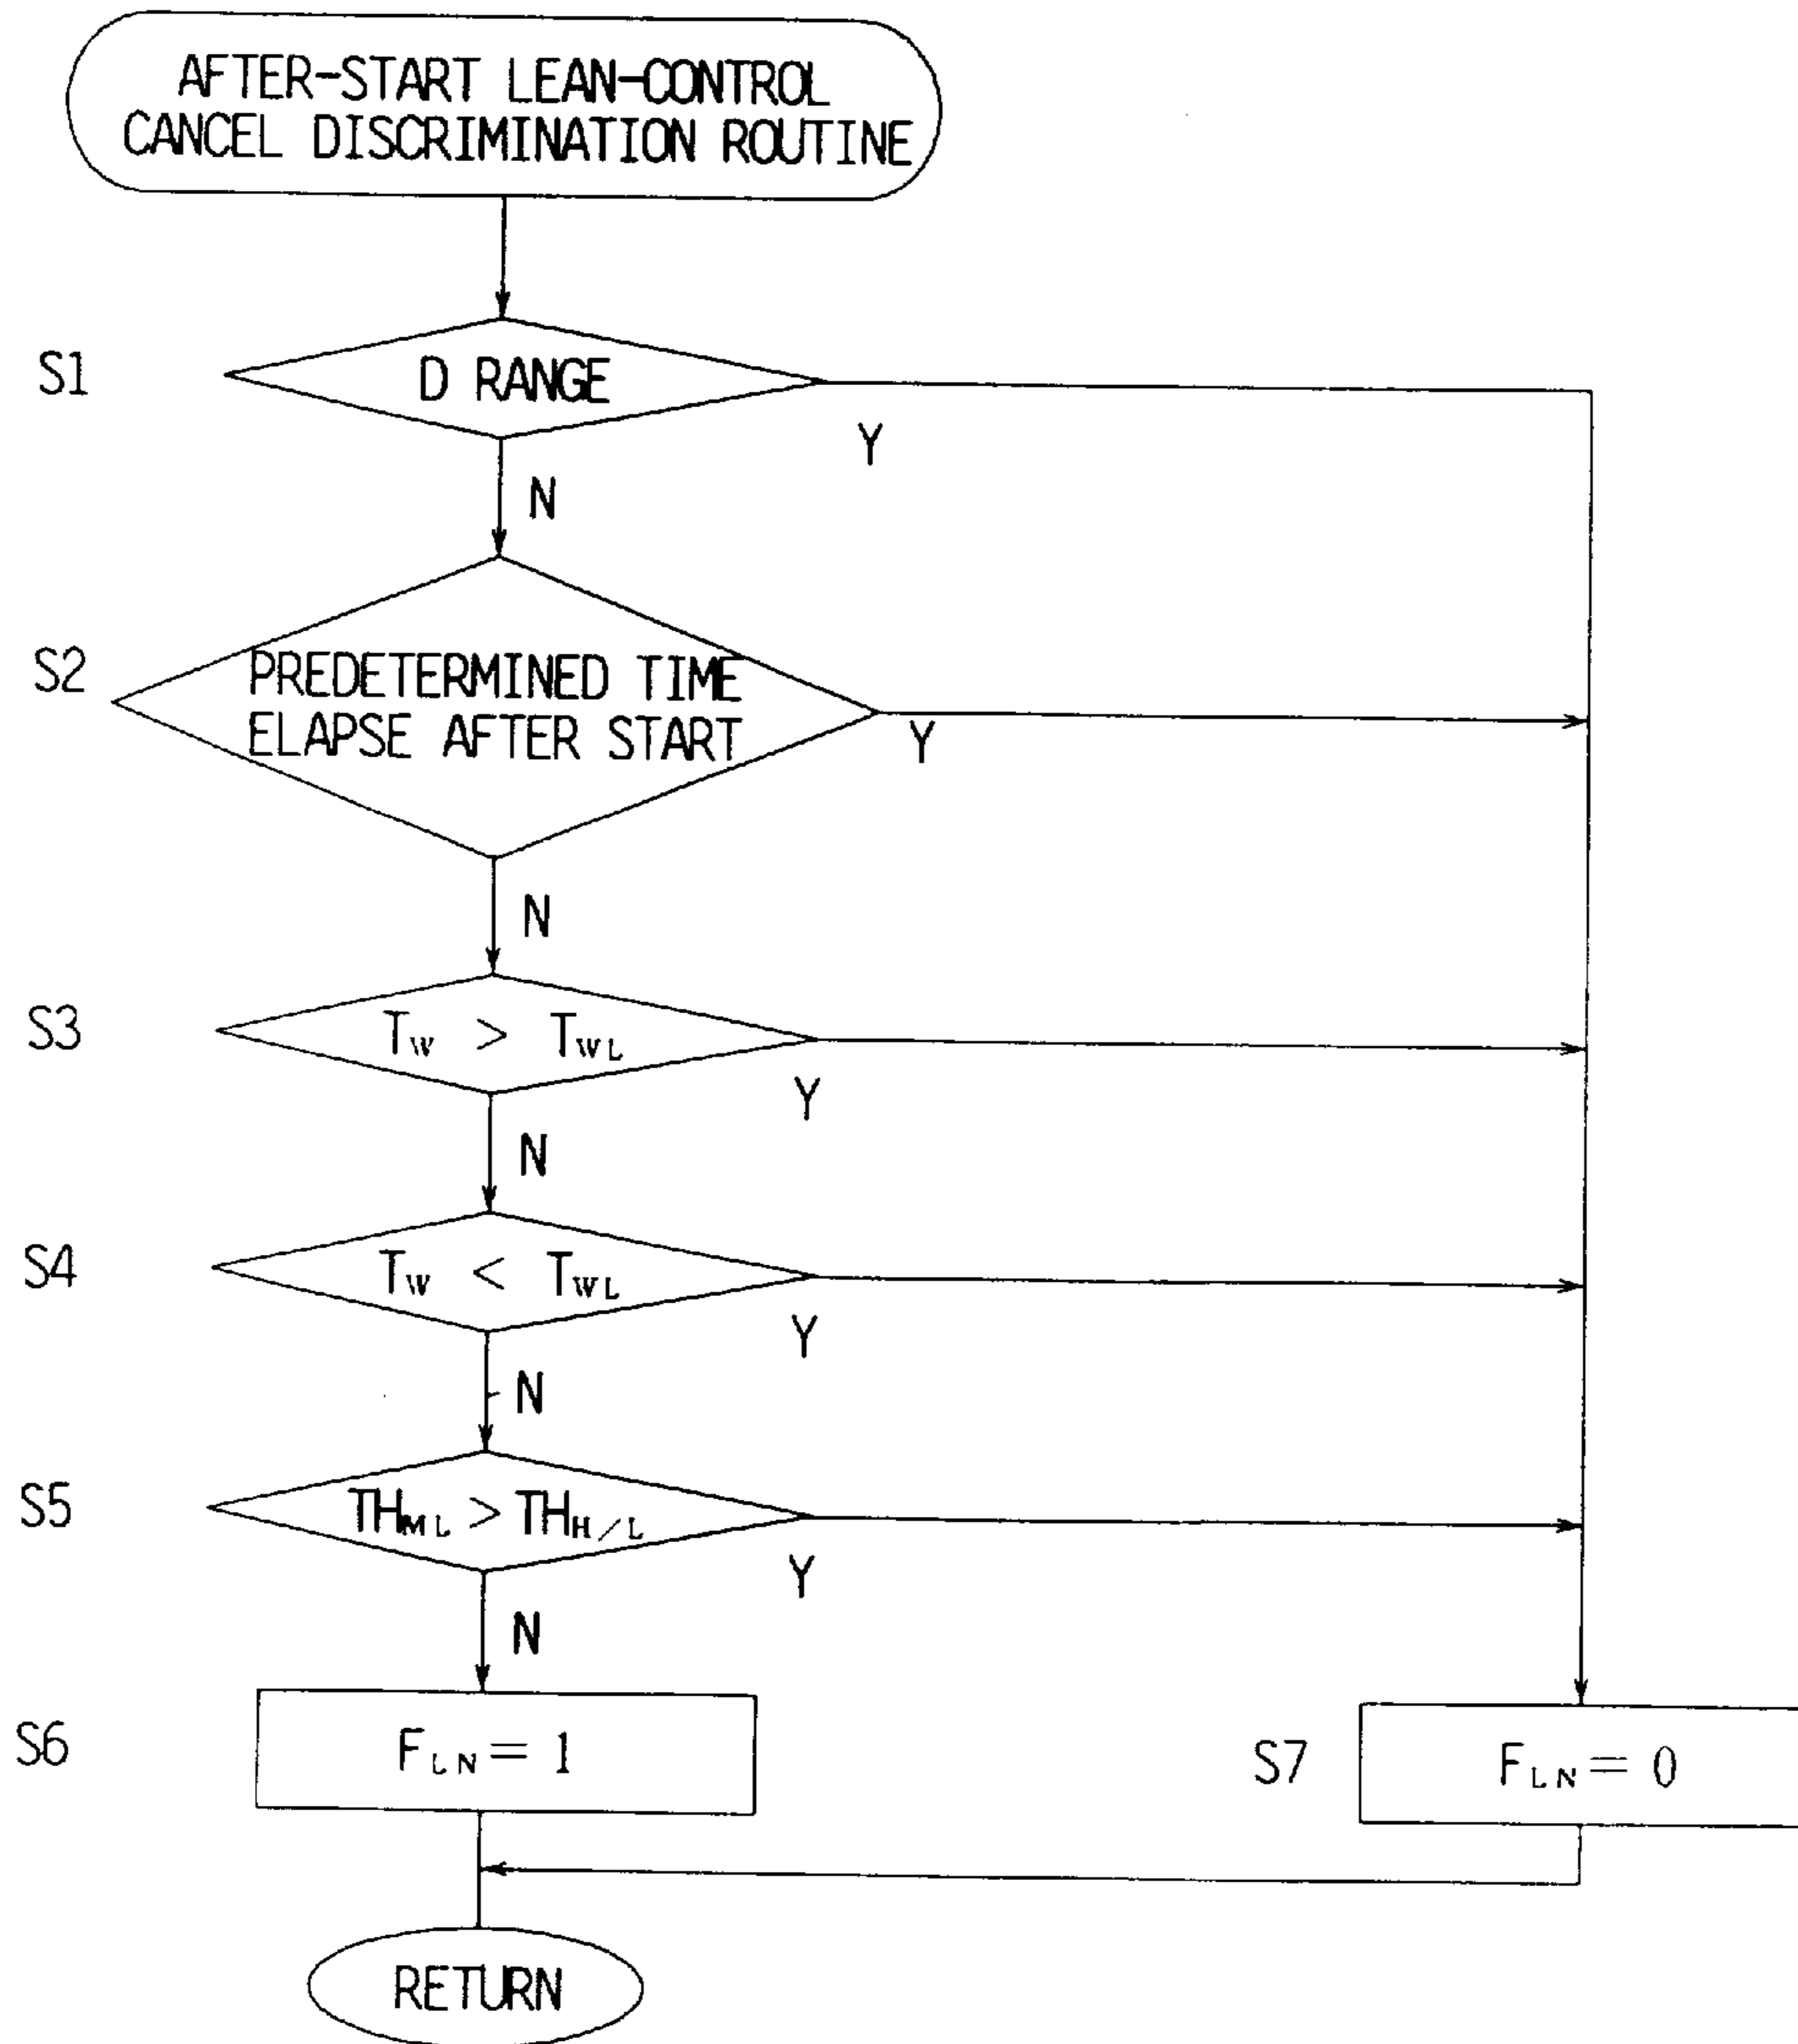 AFTER-START LEAN-CONTROL
CANCEL DISCRIMINATION ROUTINE
S1
D RANGE
Y
N
S2
PREDETERMINED TIME
ELAPSE AFTER START
Y
N
S3
TW > TWL
Y
N
S4
TW < TWL
Y
N
S5
THML > THH/L
Y
N
S6
FLN = 1
S7
FLN = 0
RETURN